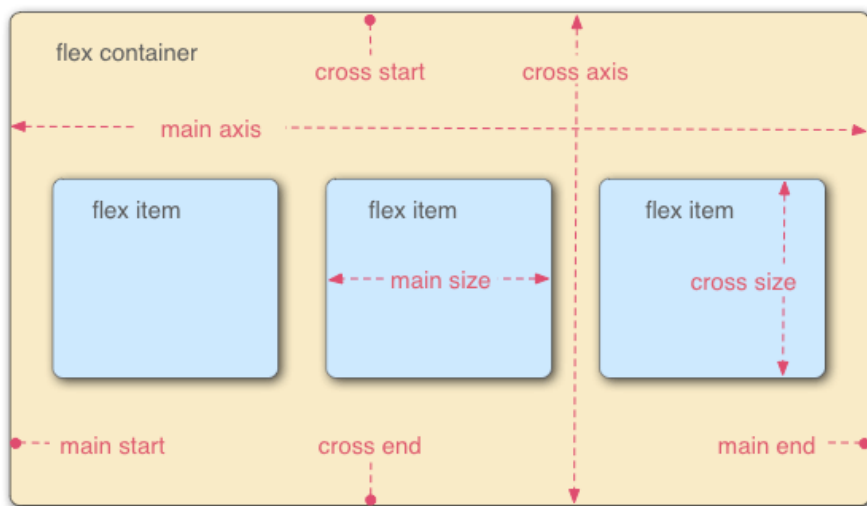 flex container
cross start
cross axis
main axis
flex item
flex item
flex item
main size
cross size
main start
cross end
main end